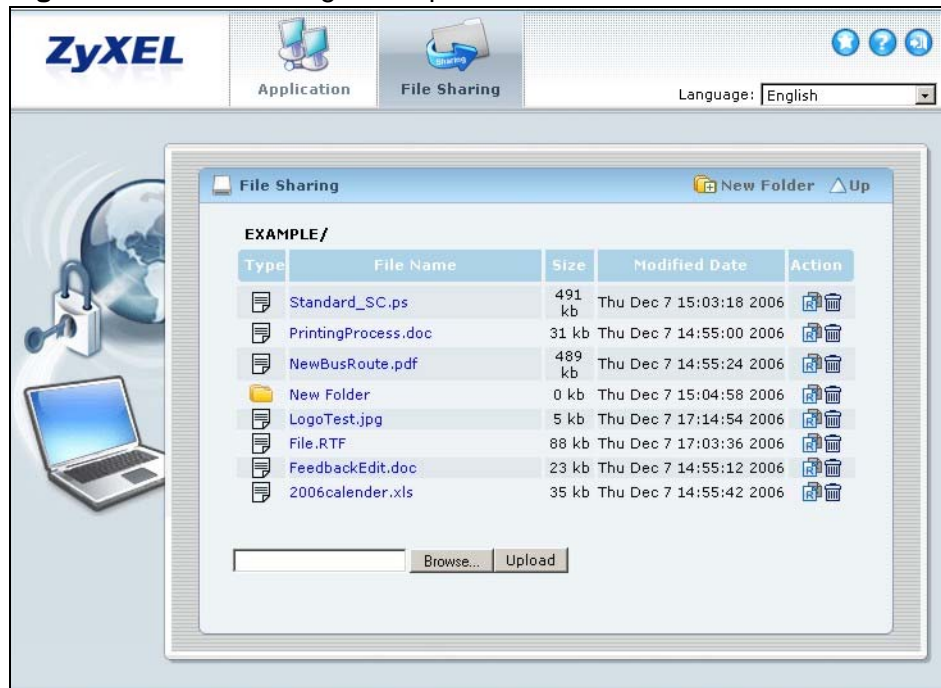 ZyXEL
Sharing
Application File Sharing
Language: English
File Sharing New Folder Up
EXAMPLE/
Type File Name Size Modified Date Action
Standard_SC.ps 491 kb Thu Dec 7 15:03:18 2006
PrintingProcess.doc 31 kb Thu Dec 7 14:55:00 2006
NewBusRoute.pdf 489 kb Thu Dec 7 14:55:24 2006
New Folder 0 kb Thu Dec 7 15:04:58 2006
LogoTest.jpg 5 kb Thu Dec 7 17:14:54 2006
File.RTF 88 kb Thu Dec 7 17:03:36 2006
FeedbackEdit.doc 23 kb Thu Dec 7 14:55:12 2006
2006calender.xls 35 kb Thu Dec 7 14:55:42 2006
Browse... Upload